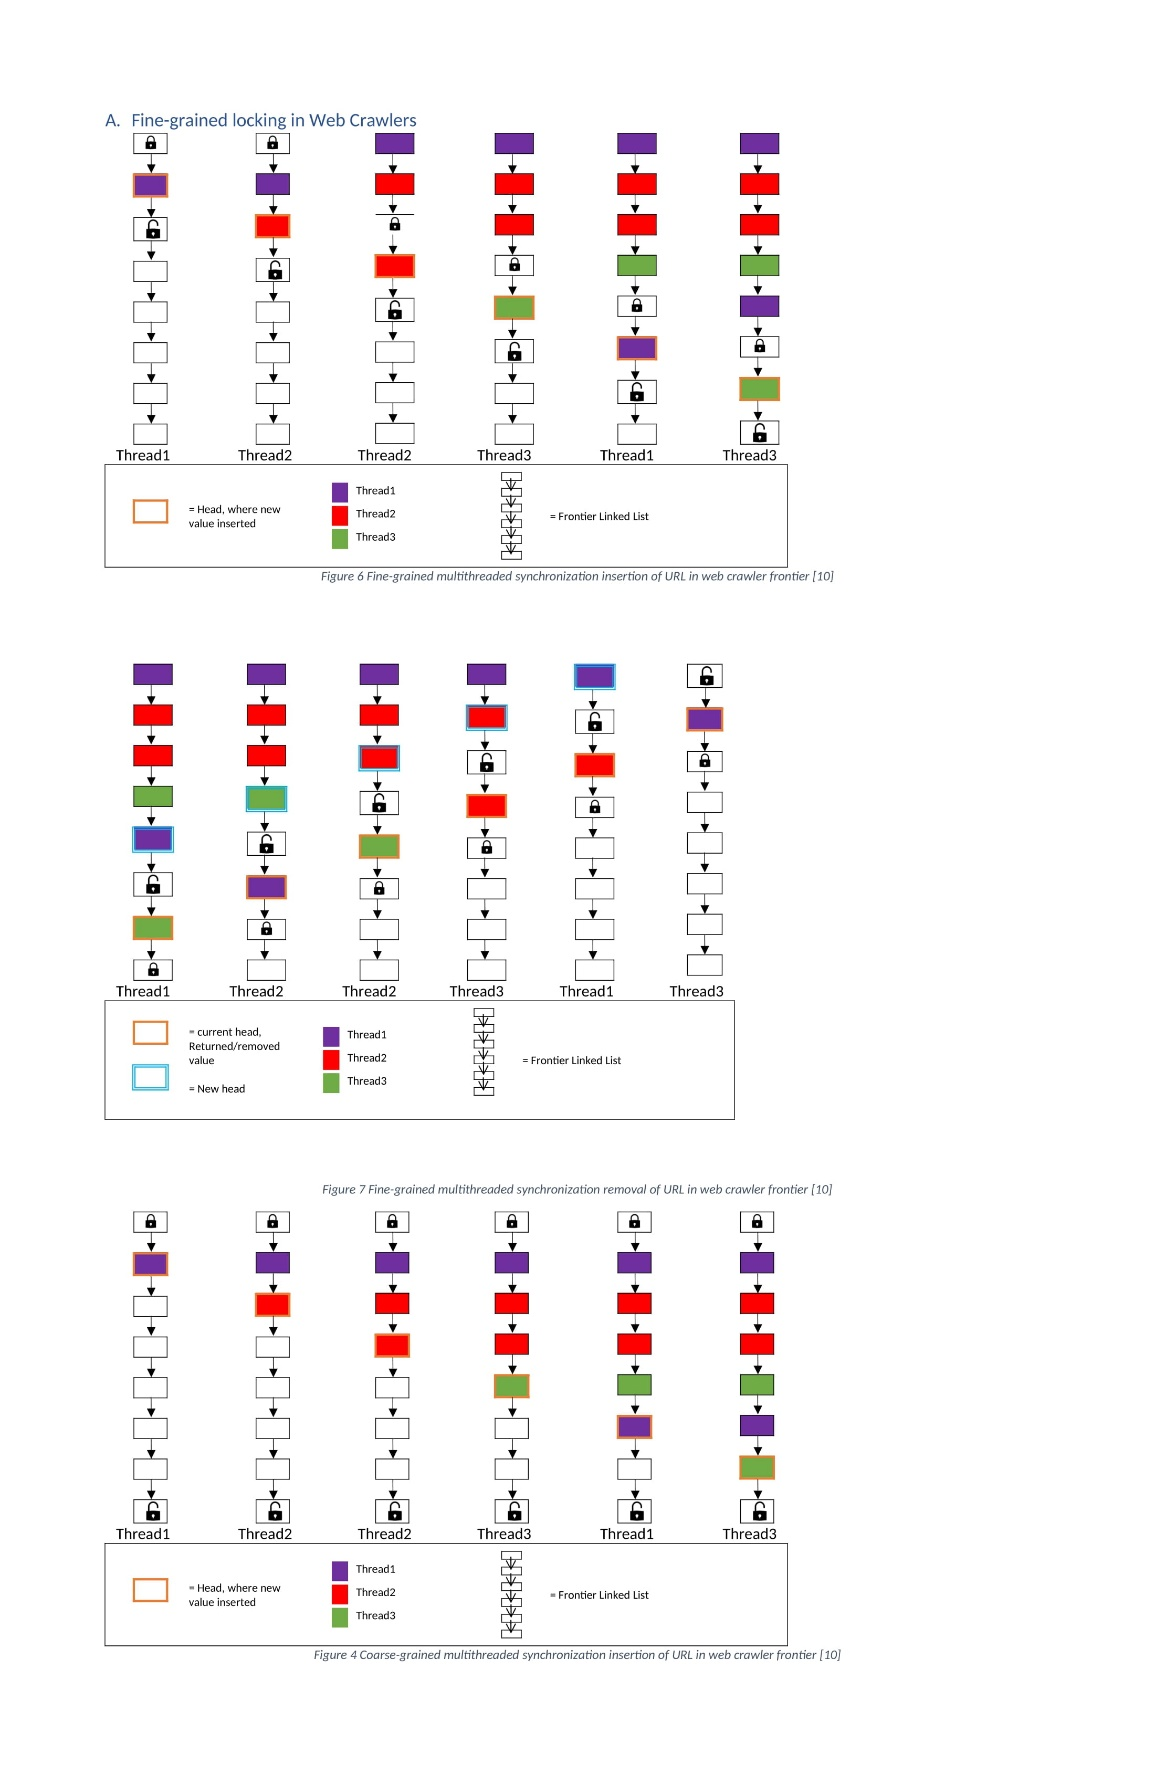 A. Fine-grained locking in Web Crawlers
Thread1 Thread2 Thread2 Thread3 Thread1 Thread3
= Head, where new
value inserted
Thread1
Thread2
Thread3
= Frontier Linked List
Figure 6 Fine-grained multithreaded synchronization insertion of URL in web crawler frontier [10]
Thread1 Thread2 Thread2 Thread3 Thread1 Thread3
= current head,
Returned/removed
value
= New head
Thread1
Thread2
Thread3
= Frontier Linked List
Figure 7 Fine-grained multithreaded synchronization removal of URL in web crawler frontier [10]
Thread1 Thread2 Thread2 Thread3 Thread1 Thread3
= Head, where new
value inserted
Thread1
Thread2
Thread3
= Frontier Linked List
Figure 4 Coarse-grained multithreaded synchronization insertion of URL in web crawler frontier [10]